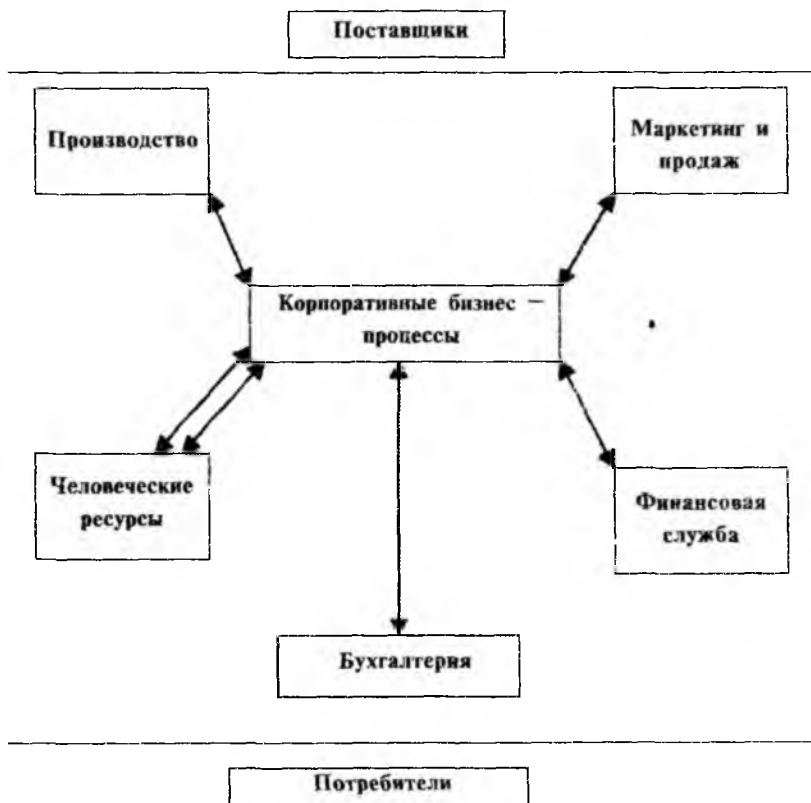 Поставщики
Производство
Маркетинг и
продаж
Корпоративные бизнес –
процессы
Человеческие
ресурсы
Финансовая
служба
Бухгалтерия
Потребители